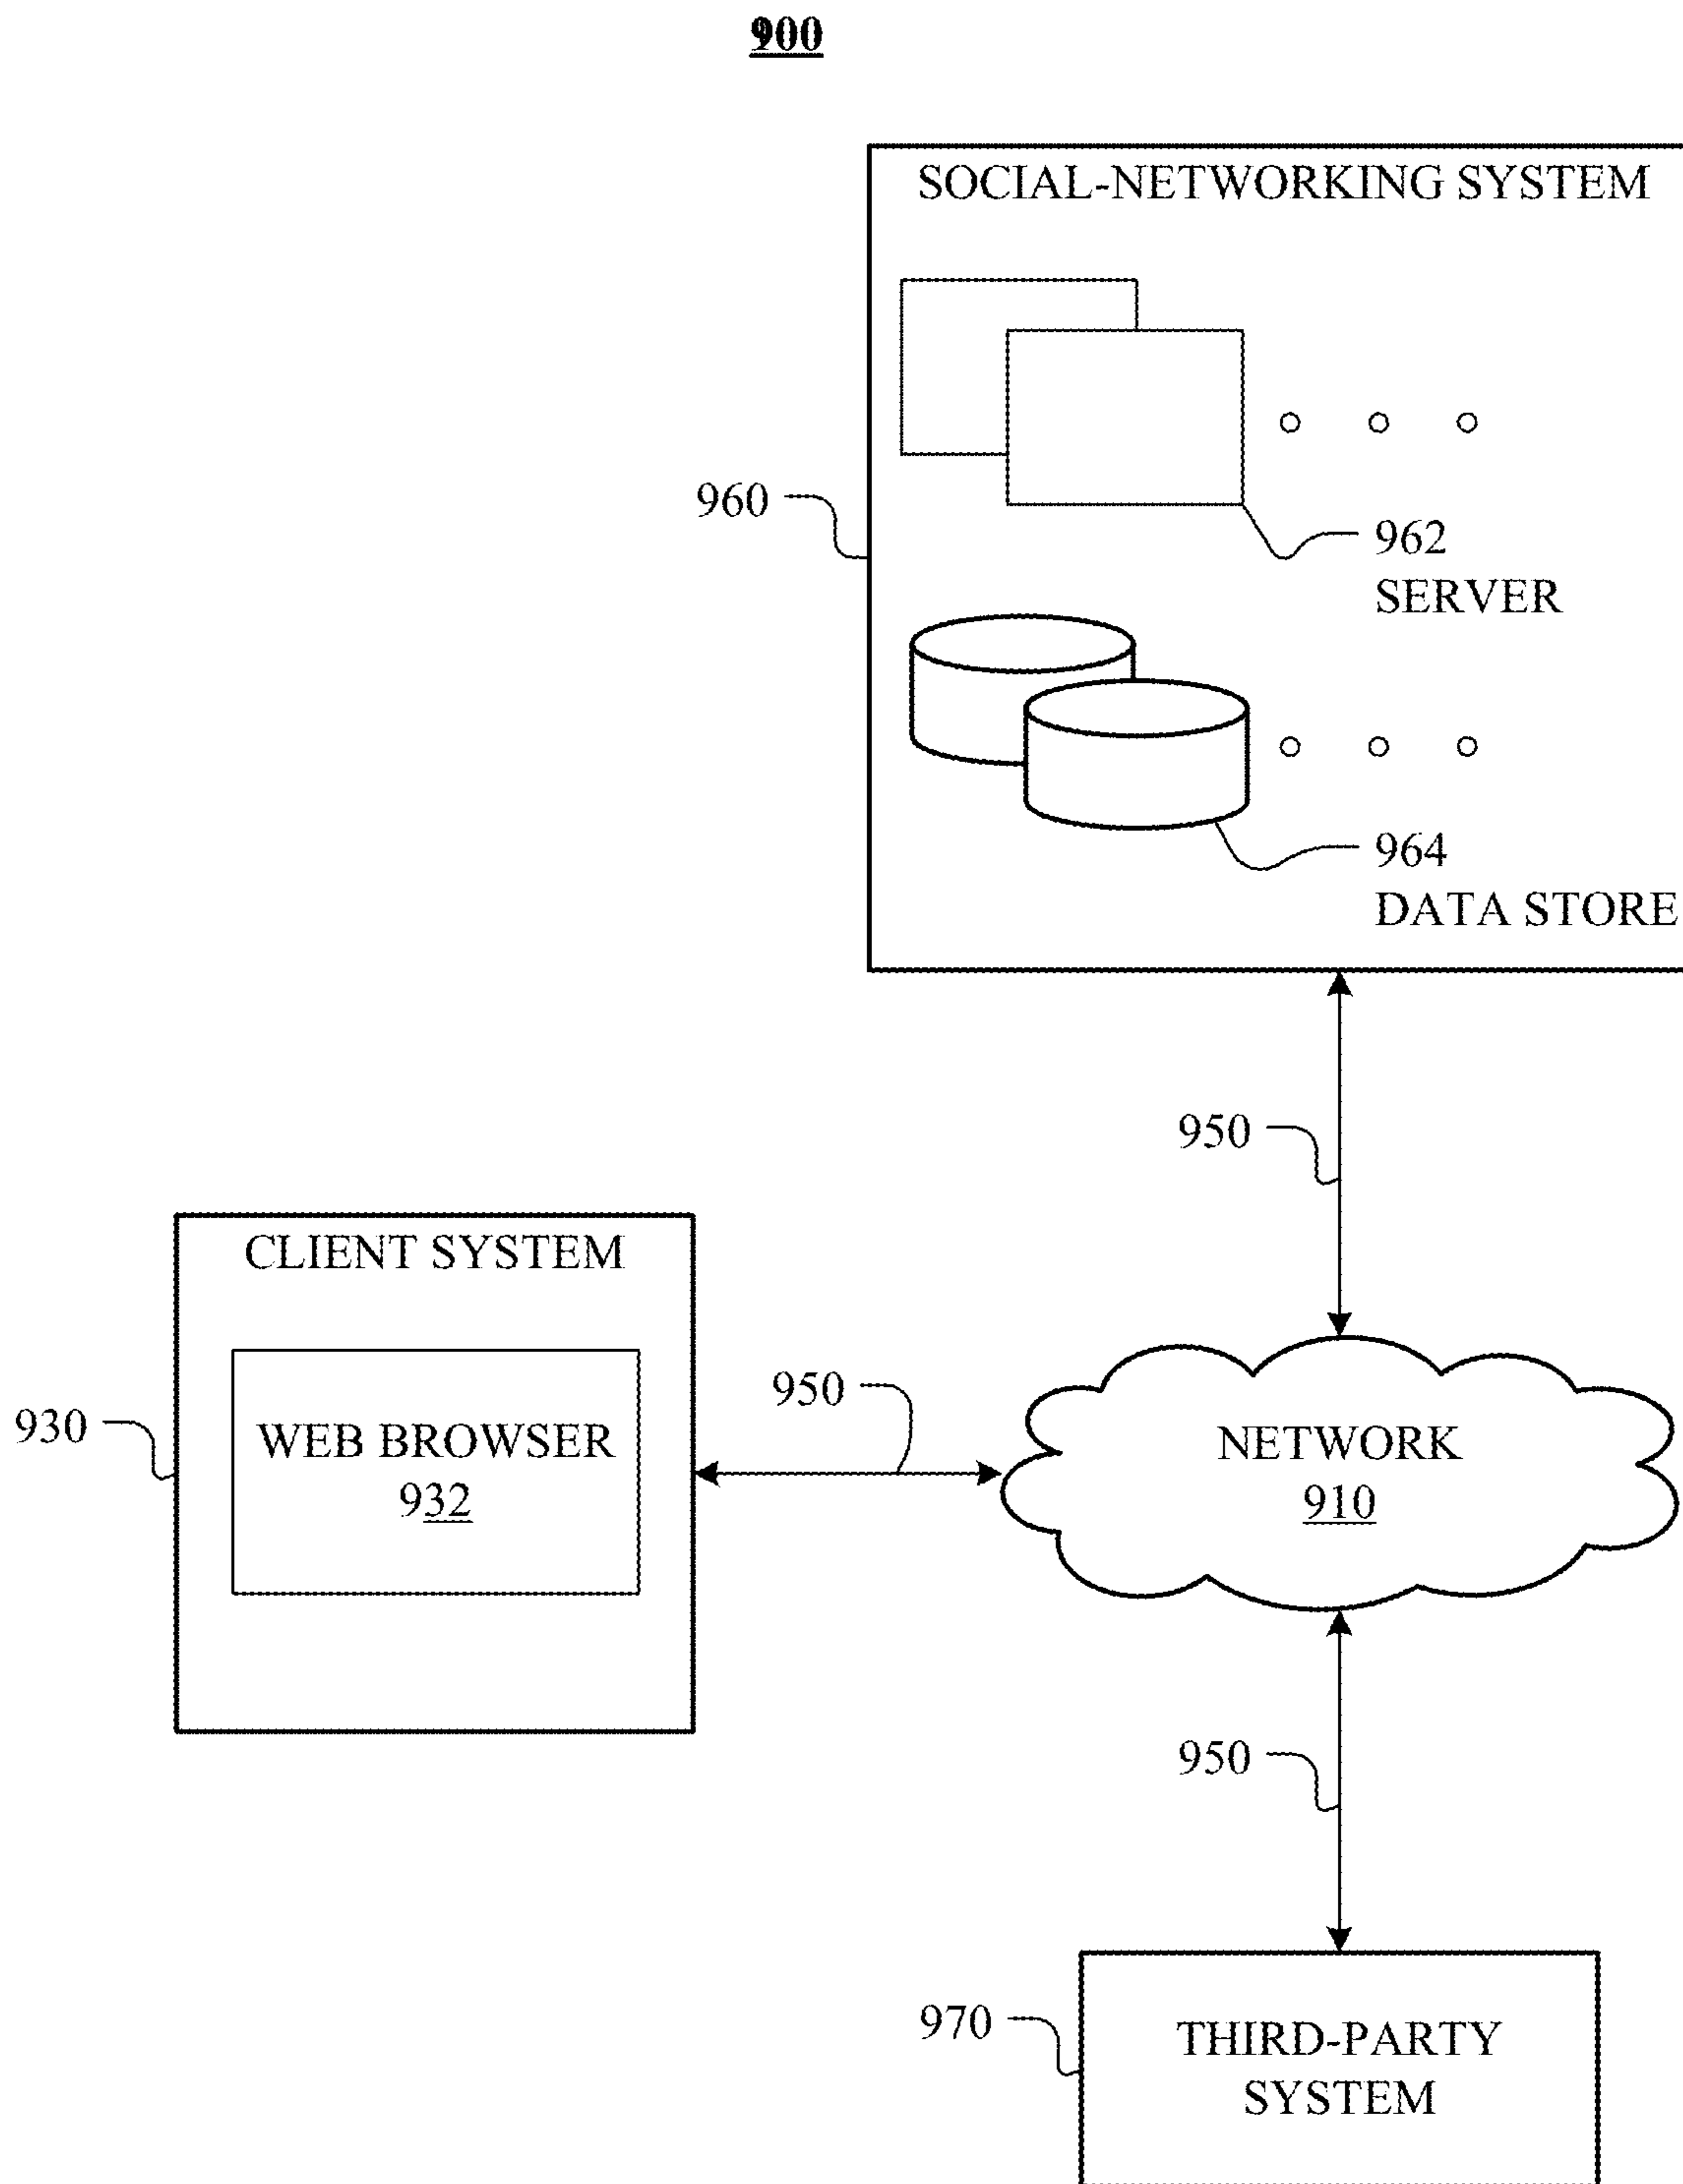 900
SOCIAL-NETWORKING SYSTEM
960
962
SERVER
964
DATA STORE
950
CLIENT SYSTEM
930
WEB BROWSER
932
950
NETWORK
910
950
970
THIRD-PARTY
SYSTEM